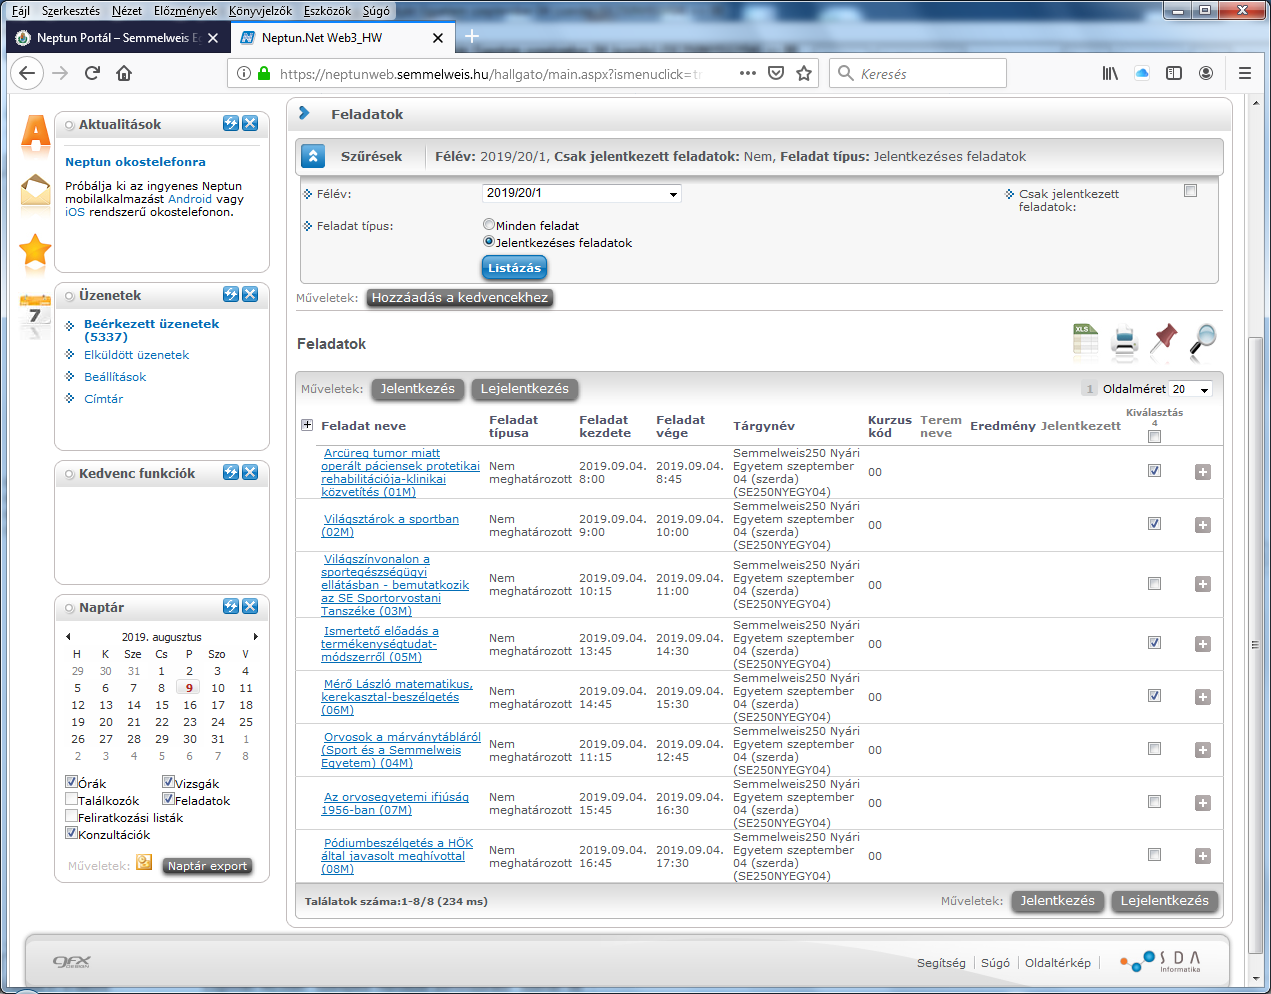 Fájl Szerkesztés Nézet Előzmények Könyvjelzők Eszközök Súgó
Neptun Portál – Semmelweis E
Neptun.Net Web3_HW
https://neptunweb.semmelweis.hu/hallgato/main.aspx?ismenuclick=tr
Keresés
Aktualitások
Neptun okostelefonra
Próbálja ki az ingyenes Neptun
mobilalkalmazást Android vagy
iOS rendszerű okostelefonon.
Üzenetek
Beérkezett üzenetek
(5337)
Elküldött üzenetek
Beállítások
Címtár
7
Kedvenc funkciók
Naptár
2019. augusztus
H K Sze Cs P Szo V
29 30 31 1 2 3 4
5 6 7 8 9 10 11
12 13 14 15 16 17 18
19 20 21 22 23 24 25
26 27 28 29 30 31 1
2 3 4 5 6 7 8
Órák Vizsgák
Találkozók Feladatok
Feliratkozási listák
Konzultációk
Műveletek: Naptár export
Feladatok
Szűrések Félév: 2019/20/1, Csak jelentkezett feladatok: Nem, Feladat típus: Jelentkezéses feladatok
Félév: 2019/20/1 Csak jelentkezett
feladatok:
Feladat típus: Minden feladat
Jelentkezéses feladatok
Listázás
Műveletek: Hozzáadás a kedvencekhez
Feladatok
XLS
Műveletek: Jelentkezés Lejelentkezés 1 Oldalméret 20
Feladat neve Feladat típusa Feladat kezdete Feladat vége Tárgynév Kurzus kód Terem neve Eredmény Jelentkezett Kiválasztás 4
Arcüreg tumor miatt
operált páciensek protetikai
rehabilitációja-klinikai
közvetítés (01M)
Nem
meghatározott
2019.09.04.
8:00
2019.09.04.
8:45
Semmelweis250 Nyári
Egyetem szeptember
04 (szerda)
(SE250NYEGY04)
00
Világsztárok a sportban
(02M)
Nem
meghatározott
2019.09.04.
9:00
2019.09.04.
10:00
Semmelweis250 Nyári
Egyetem szeptember
04 (szerda)
(SE250NYEGY04)
00
Világszínvonalon a
sportegészségügyi
ellátásban - bemutatkozik
az SE Sportorvostani
Tanszéke (03M)
Nem
meghatározott
2019.09.04.
10:15
2019.09.04.
11:00
Semmelweis250 Nyári
Egyetem szeptember
04 (szerda)
(SE250NYEGY04)
00
Ismertető előadás a
termékenységtudat-
módszerről (05M)
Nem
meghatározott
2019.09.04.
13:45
2019.09.04.
14:30
Semmelweis250 Nyári
Egyetem szeptember
04 (szerda)
(SE250NYEGY04)
00
Mérő László matematikus,
kerekasztal-beszélgetés
(06M)
Nem
meghatározott
2019.09.04.
14:45
2019.09.04.
15:30
Semmelweis250 Nyári
Egyetem szeptember
04 (szerda)
(SE250NYEGY04)
00
Orvosok a márványtábláról
(Sport és a Semmelweis
Egyetem) (04M)
Nem
meghatározott
2019.09.04.
11:15
2019.09.04.
12:45
Semmelweis250 Nyári
Egyetem szeptember
04 (szerda)
(SE250NYEGY04)
00
Az orvosegyetemi ifjúság
1956-ban (07M)
Nem
meghatározott
2019.09.04.
15:45
2019.09.04.
16:30
Semmelweis250 Nyári
Egyetem szeptember
04 (szerda)
(SE250NYEGY04)
00
Pódiumbeszélgetés a HÖK
által javasolt meghívottal
(08M)
Nem
meghatározott
2019.09.04.
16:45
2019.09.04.
17:30
Semmelweis250 Nyári
Egyetem szeptember
04 (szerda)
(SE250NYEGY04)
00
Találatok száma:1-8/8 (234 ms) Műveletek: Jelentkezés Lejelentkezés
GFX DESIGN
Segítség Súgó Oldaltérkép
SDA
Informatika